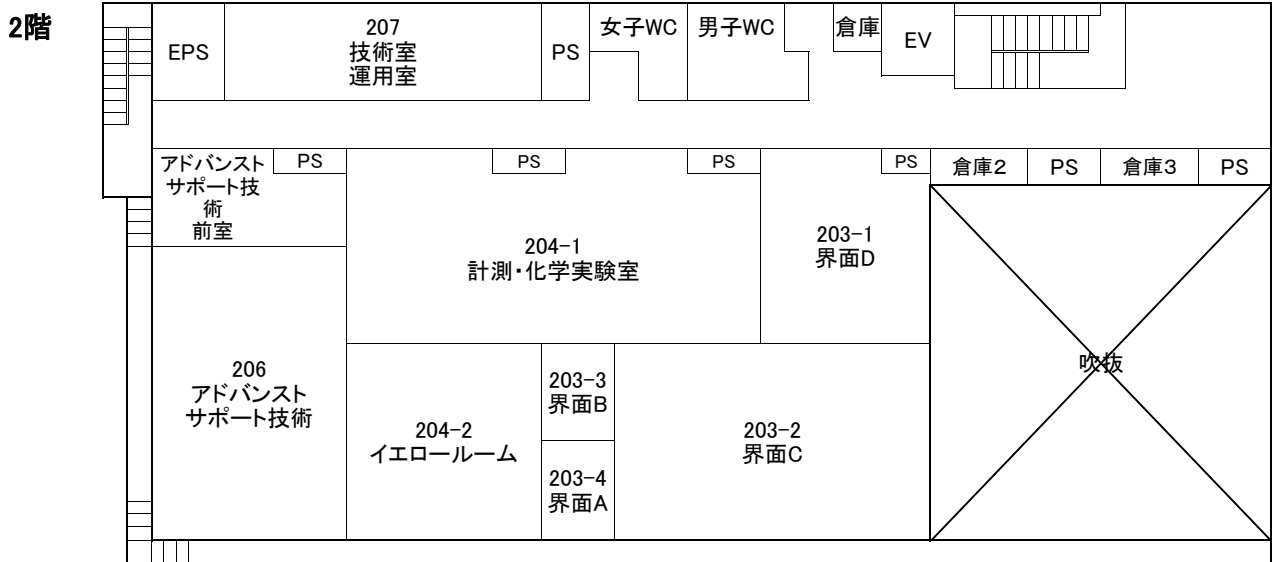 2階
EPS
207
技術室
運用室
PS
女子WC
男子WC
倉庫
EV
アドバンスト
サポート技
術
前室
PS
PS
PS
PS
倉庫2
PS
倉庫3
PS
204-1
計測・化学実験室
203-1
界面D
吹抜
206
アドバンスト
サポート技術
204-2
イエロールーム
203-3
界面B
203-4
界面A
203-2
界面C